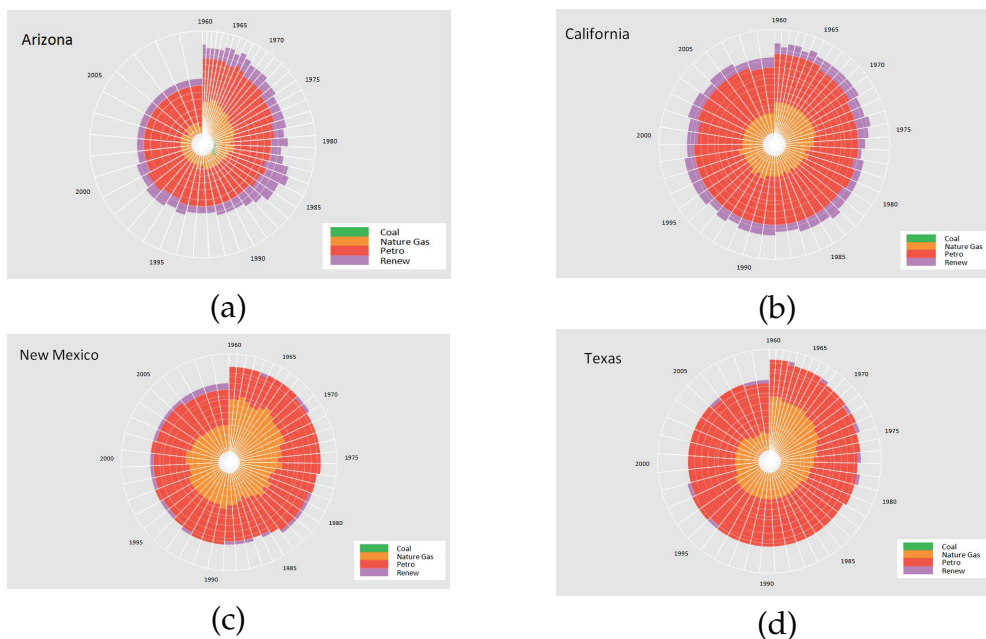 Arizona
1960
1965
1970
1975
1980
1985
1990
1995
2000
2005
Coal
Nature Gas
Petro
Renew
(a)
California
1960
1965
1970
1975
1980
1985
1990
1995
2000
2005
Coal
Nature Gas
Petro
Renew
(b)
New Mexico
1960
1965
1970
1975
1980
1985
1990
1995
2000
2005
Coal
Nature Gas
Petro
Renew
(c)
Texas
1960
1965
1970
1975
1980
1985
1990
1995
2000
2005
Coal
Nature Gas
Petro
Renew
(d)